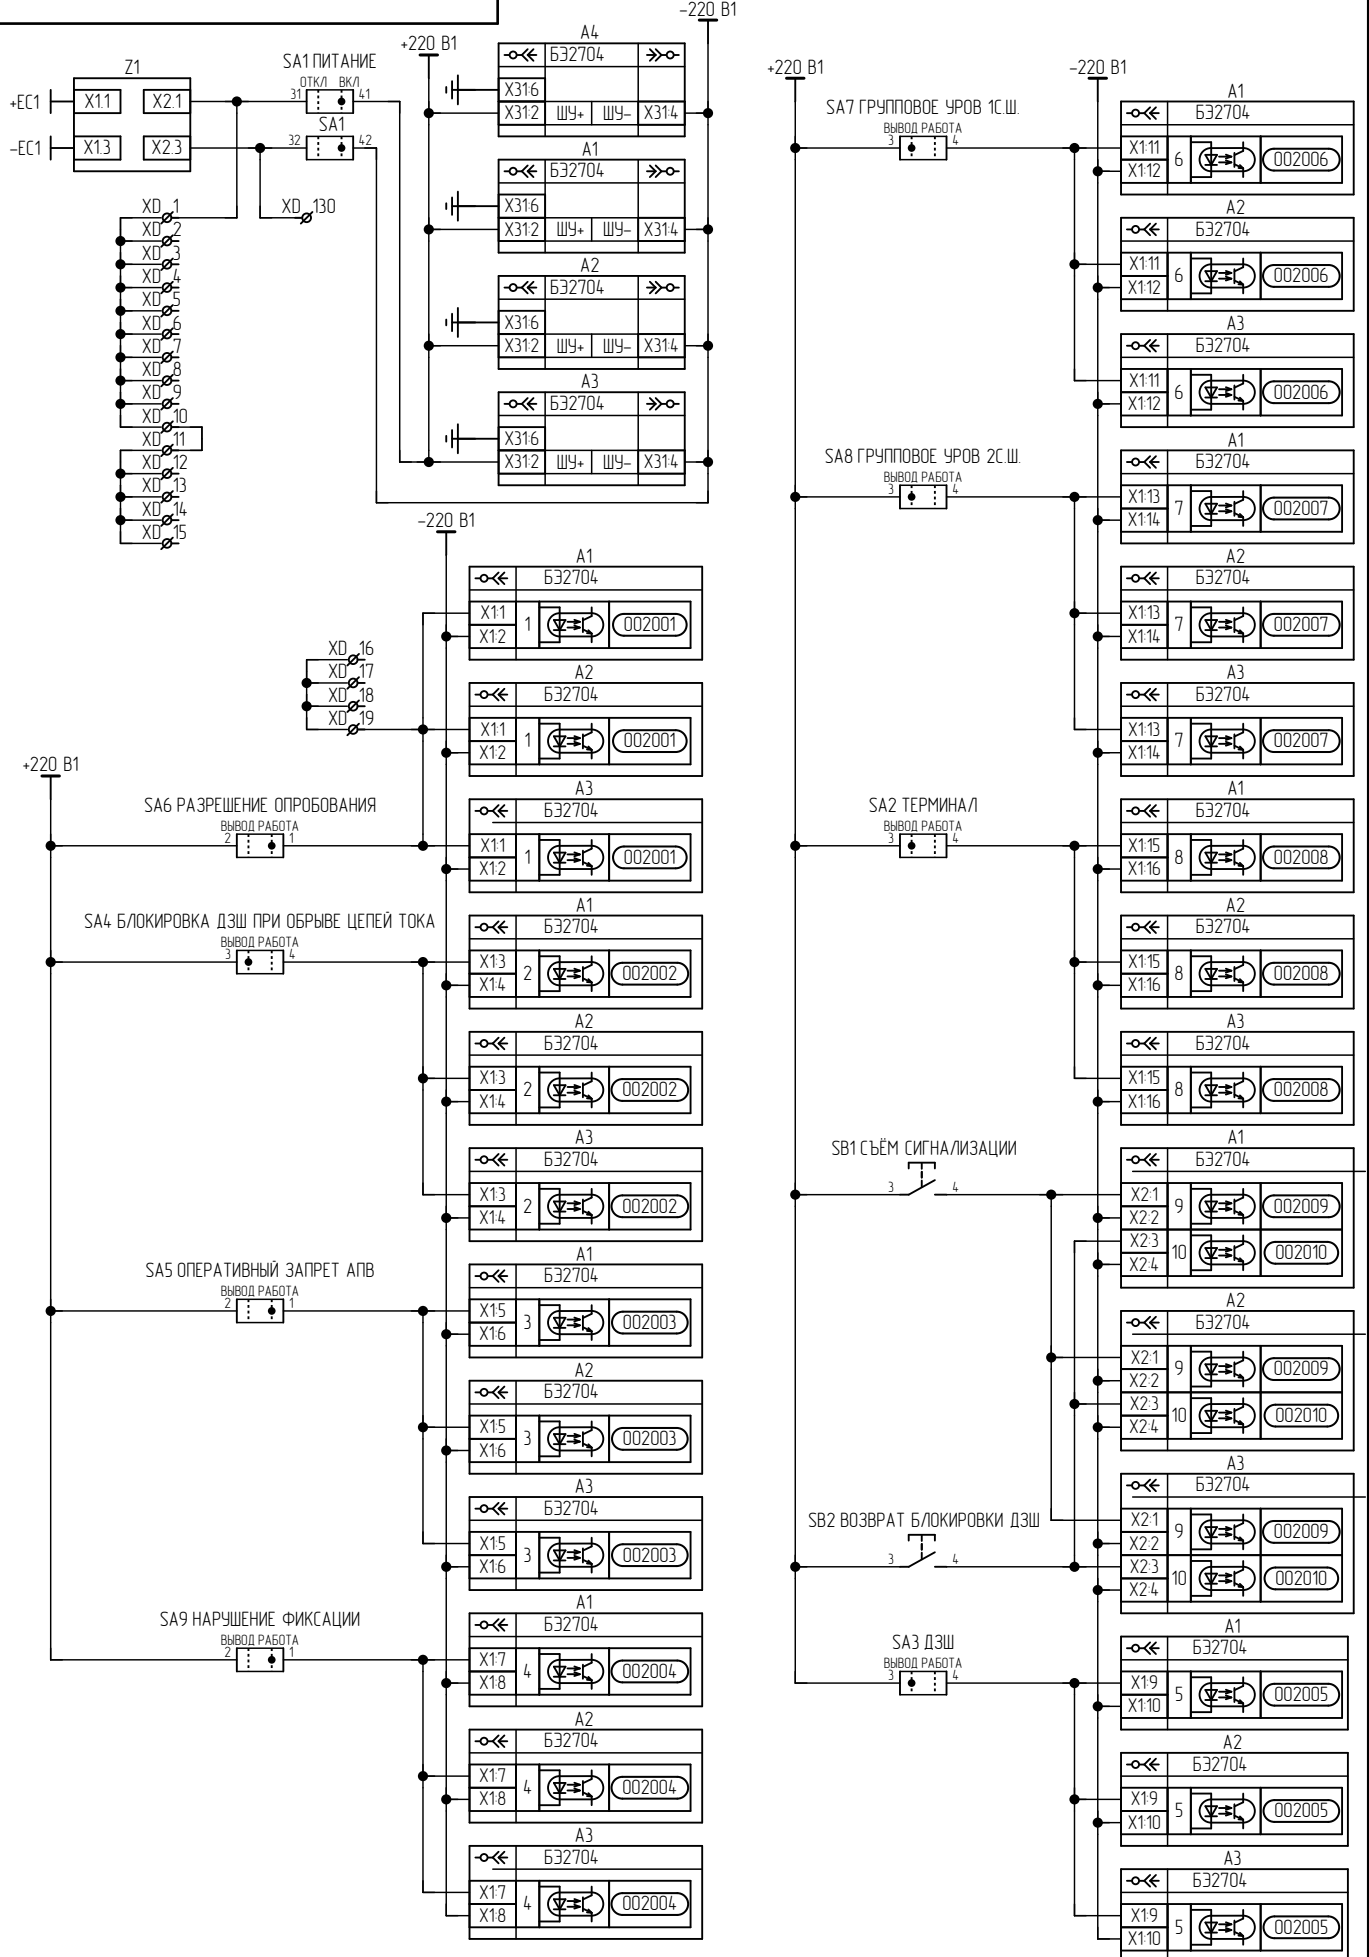 −220 В1
+220 В1
Z1
+ЕС1
X1.1
X2.1
−ЕС1
X1.3
X2.3
SA1 ПИТАНИЕ
ОТКЛ ВКЛ
31 41
SA1
32 42
XD 1
XD 2
XD 3
XD 4
XD 5
XD 6
XD 7
XD 8
XD 9
XD 10
XD 11
XD 12
XD 13
XD 14
XD 15
XD 130
A4
БЭ2704
X31:6
X31:2 ШУ+ ШУ− X31:4
A1
БЭ2704
X31:6
X31:2 ШУ+ ШУ− X31:4
A2
БЭ2704
X31:6
X31:2 ШУ+ ШУ− X31:4
A3
БЭ2704
X31:6
X31:2 ШУ+ ШУ− X31:4
−220 В1
XD 16
XD 17
XD 18
XD 19
A1
БЭ2704
X1:1
X1:2
1 002001
A2
БЭ2704
X1:1
X1:2
1 002001
+220 В1
SA6 РАЗРЕШЕНИЕ ОПРОБОВАНИЯ
ВЫВОД РАБОТА
2 1
A3
БЭ2704
X1:1
X1:2
1 002001
SA4 БЛОКИРОВКА ДЗШ ПРИ ОБРЫВЕ ЦЕПЕЙ ТОКА
ВЫВОД РАБОТА
3 4
A1
БЭ2704
X1:3
X1:4
2 002002
A2
БЭ2704
X1:3
X1:4
2 002002
A3
БЭ2704
X1:3
X1:4
2 002002
SA5 ОПЕРАТИВНЫЙ ЗАПРЕТ АПВ
ВЫВОД РАБОТА
2 1
A1
БЭ2704
X1:5
X1:6
3 002003
A2
БЭ2704
X1:5
X1:6
3 002003
A3
БЭ2704
X1:5
X1:6
3 002003
SA9 НАРУШЕНИЕ ФИКСАЦИИ
ВЫВОД РАБОТА
2 1
A1
БЭ2704
X1:7
X1:8
4 002004
A2
БЭ2704
X1:7
X1:8
4 002004
A3
БЭ2704
X1:7
X1:8
4 002004
+220 В1
−220 В1
SA7 ГРУППОВОЕ УРОВ 1С.Ш.
ВЫВОД РАБОТА
3 4
A1
БЭ2704
X1:11
X1:12
6 002006
A2
БЭ2704
X1:11
X1:12
6 002006
A3
БЭ2704
X1:11
X1:12
6 002006
SA8 ГРУППОВОЕ УРОВ 2С.Ш.
ВЫВОД РАБОТА
3 4
A1
БЭ2704
X1:13
X1:14
7 002007
A2
БЭ2704
X1:13
X1:14
7 002007
A3
БЭ2704
X1:13
X1:14
7 002007
SA2 ТЕРМИНАЛ
ВЫВОД РАБОТА
3 4
A1
БЭ2704
X1:15
X1:16
8 002008
A2
БЭ2704
X1:15
X1:16
8 002008
A3
БЭ2704
X1:15
X1:16
8 002008
SB1 СЪЁМ СИГНАЛИЗАЦИИ
3 4
A1
БЭ2704
X2:1
X2:2
9 002009
X2:3
X2:4
10 002010
A2
БЭ2704
X2:1
X2:2
9 002009
X2:3
X2:4
10 002010
SB2 ВОЗВРАТ БЛОКИРОВКИ ДЗШ
3 4
A3
БЭ2704
X2:1
X2:2
9 002009
X2:3
X2:4
10 002010
SA3 ДЗШ
ВЫВОД РАБОТА
3 4
A1
БЭ2704
X1:9
X1:10
5 002005
A2
БЭ2704
X1:9
X1:10
5 002005
A3
БЭ2704
X1:9
X1:10
5 002005